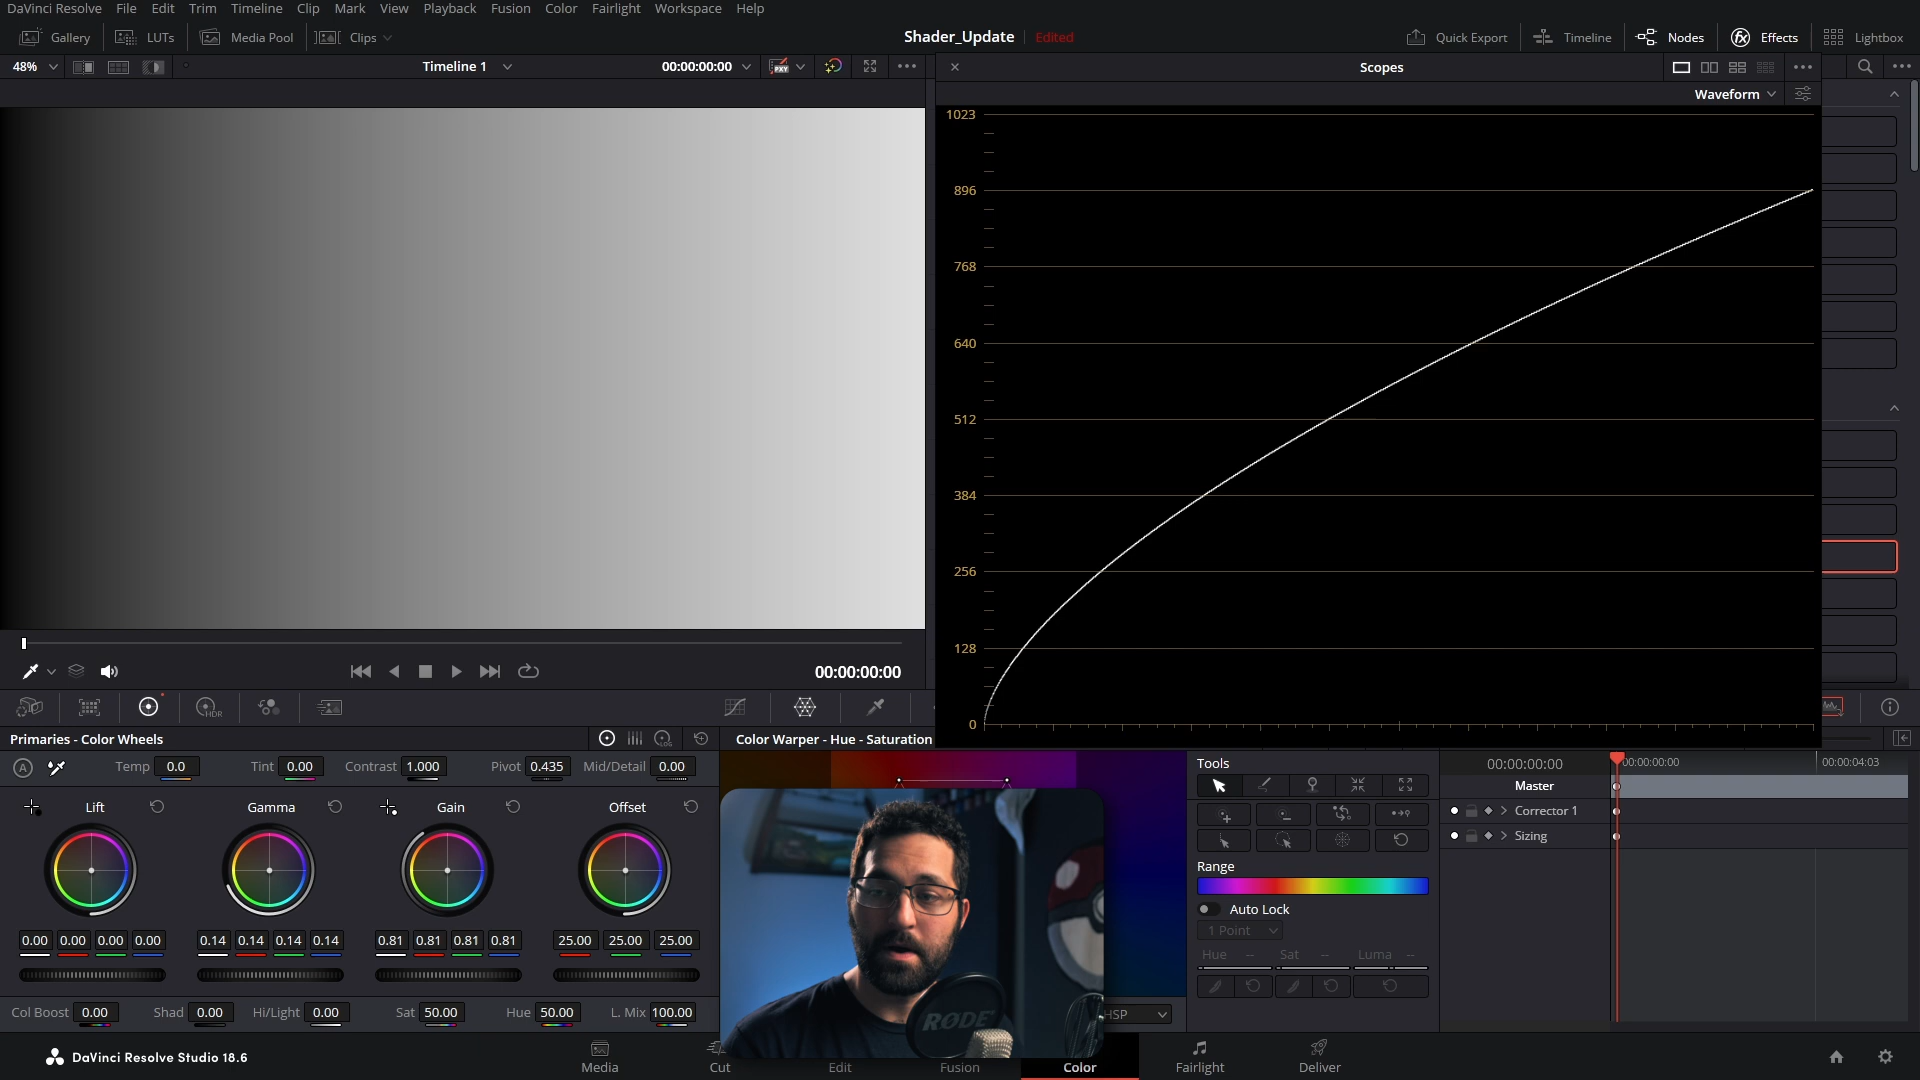 DaVinci Resolve File Edit Trim Timeline Clip Mark View Playback Fusion Color Fairlight Workspace Help
Gallery LUTs Media Pool Clips Shader_Update Edited Quick Export Timeline Nodes Effects Lightbox
48% Timeline 1 00:00:00:00 PXY Scopes
Waveform
1023
896
768
640
512
384
256
128
0
00:00:00:00
HDR
Primaries - Color Wheels LOG Color Warper - Hue - Saturation
A Temp 0.0 Tint 0.00 Contrast 1.000 Pivot 0.435 Mid/Detail 0.00
Lift Gamma Gain Offset
0.00 0.00 0.00 0.00 0.14 0.14 0.14 0.14 0.81 0.81 0.81 0.81 25.00 25.00 25.00
Col Boost 0.00 Shad 0.00 Hi/Light 0.00 Sat 50.00 Hue 50.00 L. Mix 100.00
RØDE
HSP
Tools
Range
Auto Lock
1 Point
Hue -- Sat -- Luma --
00:00:00:00 00:00:00:00 00:00:04:03
Master
Corrector 1
Sizing
DaVinci Resolve Studio 18.6 Media Cut Edit Fusion Color Fairlight Deliver